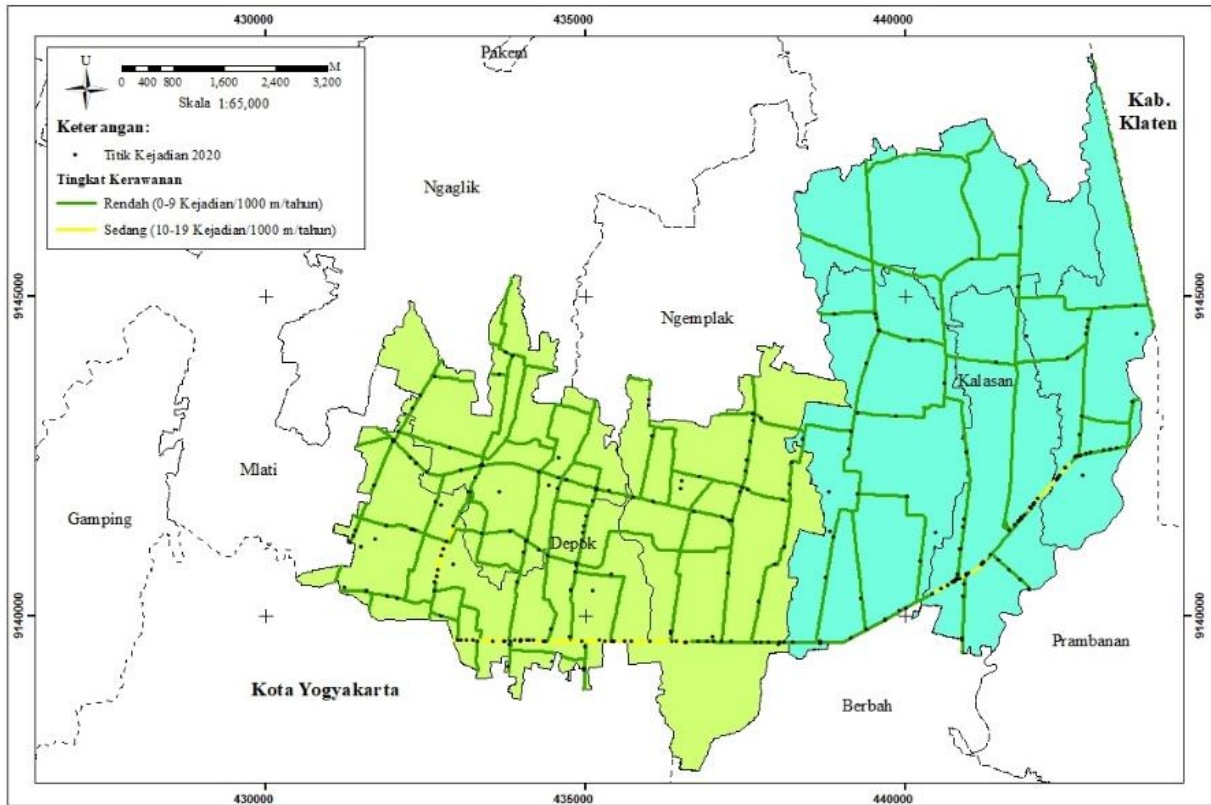 430000 435000 440000
U
0 400 800 1,600 2,400 3,200
M
Skala 1:65,000
Keterangan:
Titik Kejadian 2020
Tingkat Kerawanan
Rendah (0-9 Kejadian/1000 m/tahun)
Sedang (10-19 Kejadian/1000 m/tahun)
Pakem
Kab.
Klaten
Ngaglik
9145000
9145000
Ngemplak
Kalasan
Mlati
Gamping
Depok
9140000
9140000
Prambanan
Kota Yogyakarta
Berbah
430000 435000 440000